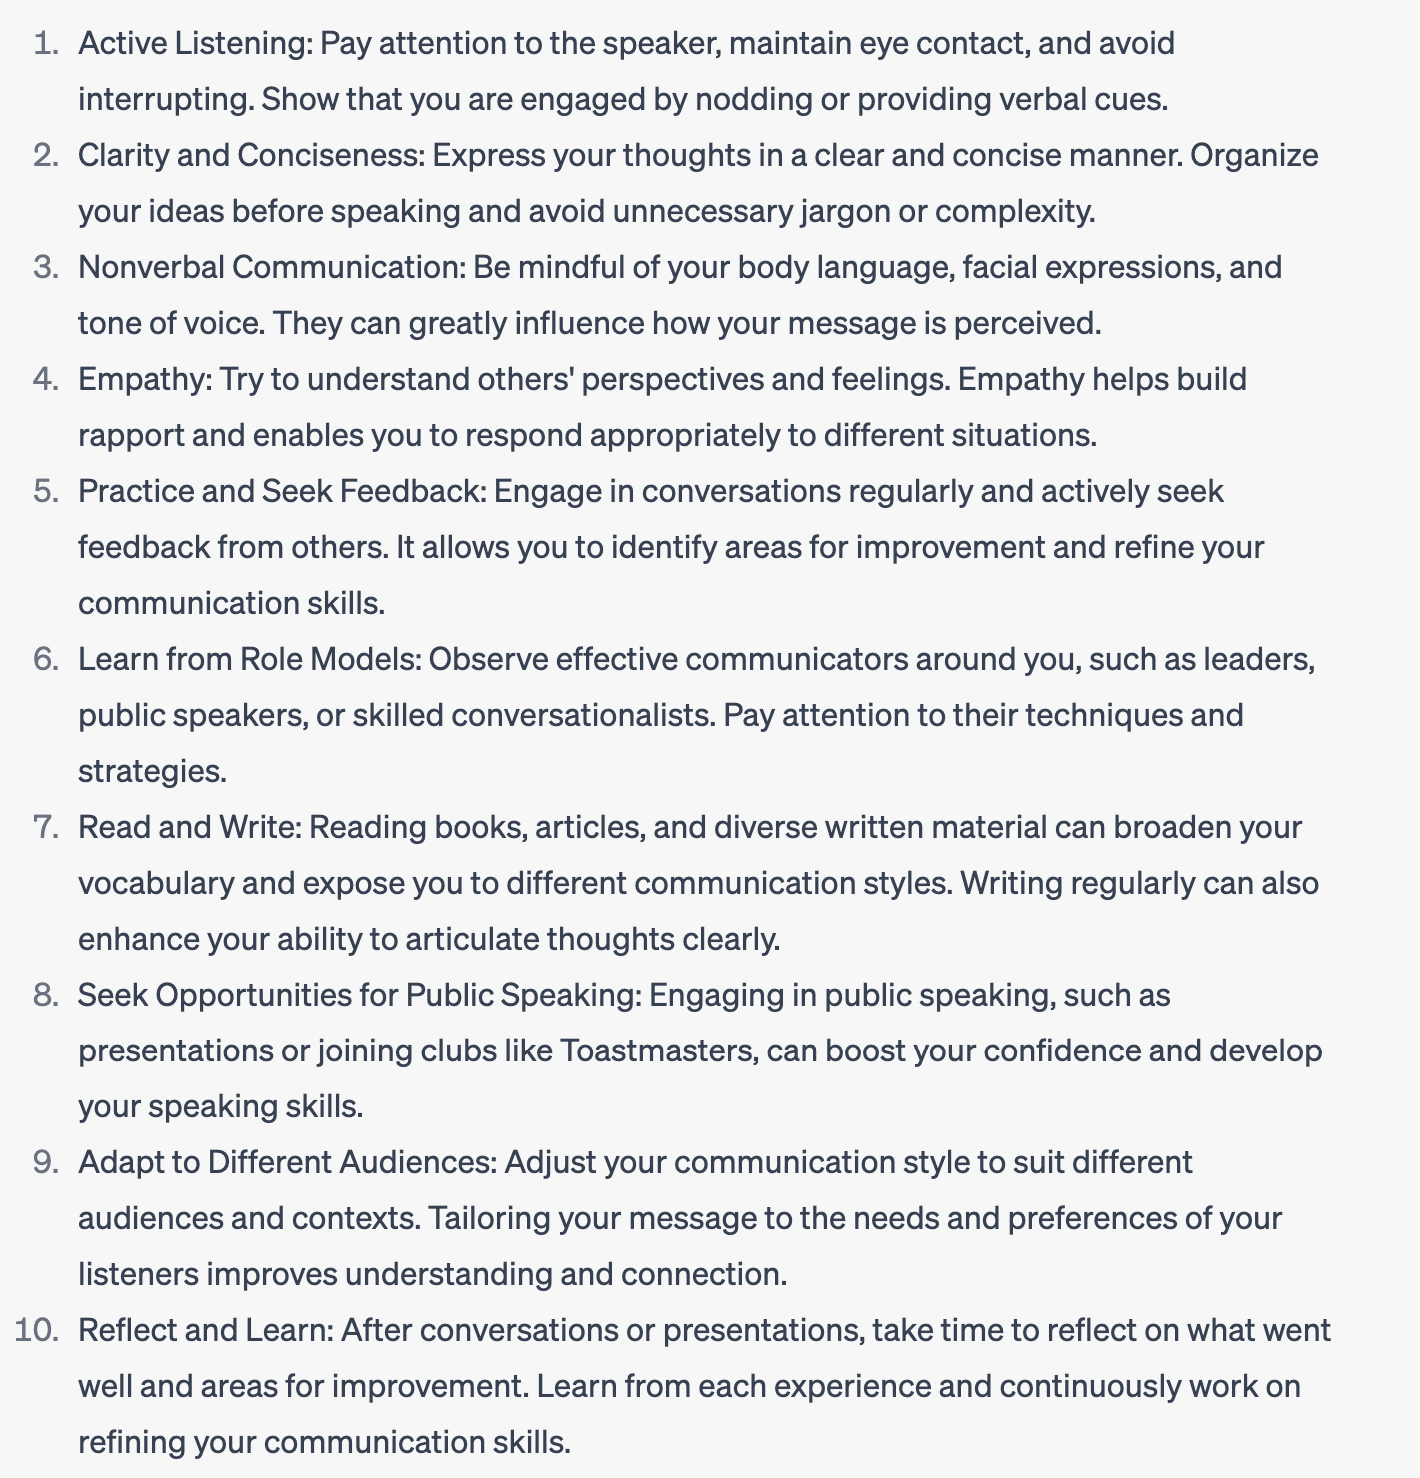 1. Active Listening: Pay attention to the speaker, maintain eye contact, and avoid
interrupting. Show that you are engaged by nodding or providing verbal cues.
2. Clarity and Conciseness: Express your thoughts in a clear and concise manner. Organize
your ideas before speaking and avoid unnecessary jargon or complexity.
3. Nonverbal Communication: Be mindful of your body language, facial expressions, and
tone of voice. They can greatly influence how your message is perceived.
4. Empathy: Try to understand others' perspectives and feelings. Empathy helps build
rapport and enables you to respond appropriately to different situations.
5. Practice and Seek Feedback: Engage in conversations regularly and actively seek
feedback from others. It allows you to identify areas for improvement and refine your
communication skills.
6. Learn from Role Models: Observe effective communicators around you, such as leaders,
public speakers, or skilled conversationalists. Pay attention to their techniques and
strategies.
7. Read and Write: Reading books, articles, and diverse written material can broaden your
vocabulary and expose you to different communication styles. Writing regularly can also
enhance your ability to articulate thoughts clearly.
8. Seek Opportunities for Public Speaking: Engaging in public speaking, such as
presentations or joining clubs like Toastmasters, can boost your confidence and develop
your speaking skills.
9. Adapt to Different Audiences: Adjust your communication style to suit different
audiences and contexts. Tailoring your message to the needs and preferences of your
listeners improves understanding and connection.
10. Reflect and Learn: After conversations or presentations, take time to reflect on what went
well and areas for improvement. Learn from each experience and continuously work on
refining your communication skills.